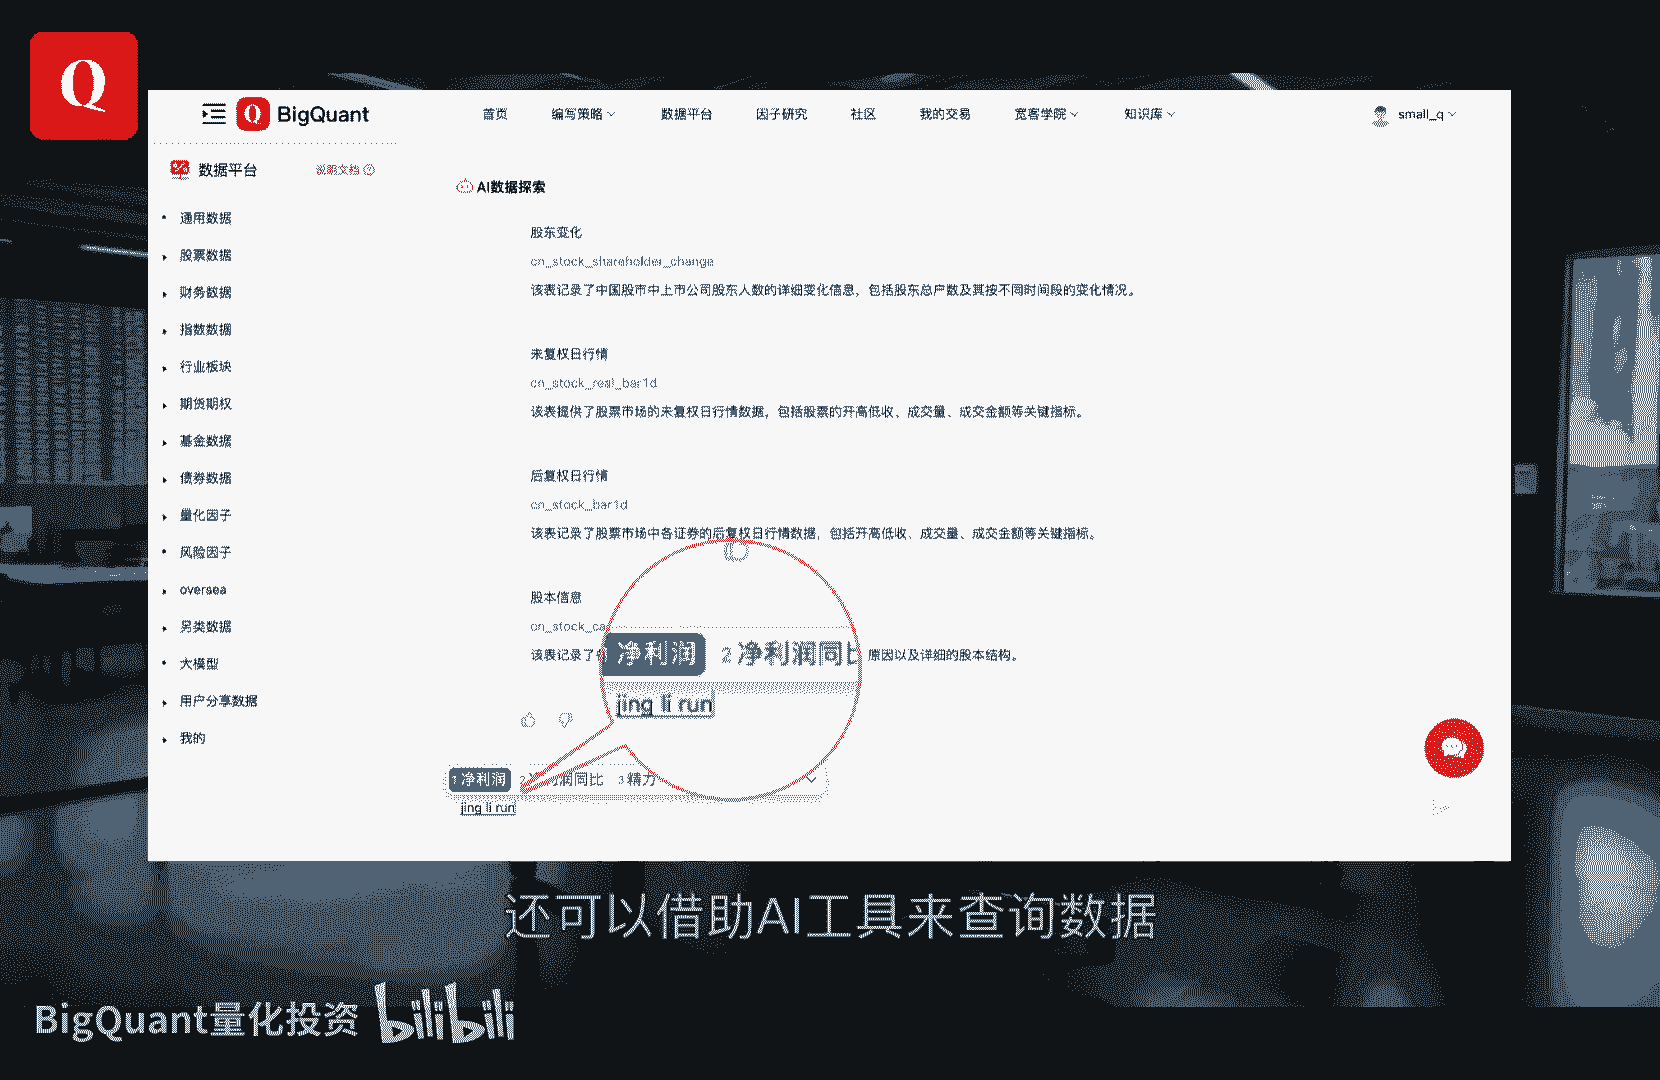 Q
Q BigQuant
首页 编写策略 数据平台 因子研究 社区 我的交易 宽客学院 知识库 small_q
数据平台 说明文档
通用数据
股票数据
财务数据
指数数据
行业板块
期货期权
基金数据
债券数据
量化因子
风险因子
oversea
另类数据
大模型
用户分享数据
我的
AI数据探索
股东变化
cn_stock_shareholder_change
该表记录了中国股市中上市公司股东人数的详细变化信息，包括股东总户数及其按不同时间段的变化情况。
未复权日行情
cn_stock_real_bar1d
该表提供了股票市场的未复权日行情数据，包括股票的开高低收、成交量、成交金额等关键指标。
后复权日行情
cn_stock_bar1d
该表记录了股票市场中各证券的后复权日行情数据，包括开高低收、成交量、成交金额等关键指标。
股本信息
cn_stock_ca
该表记录了 原因以及详细的股本结构。
净利润 2 净利润同比
jing li run
1 净利润 2 润同比 3 精力
jing li run
还可以借助AI工具来查询数据
BigQuant量化投资 bilibili